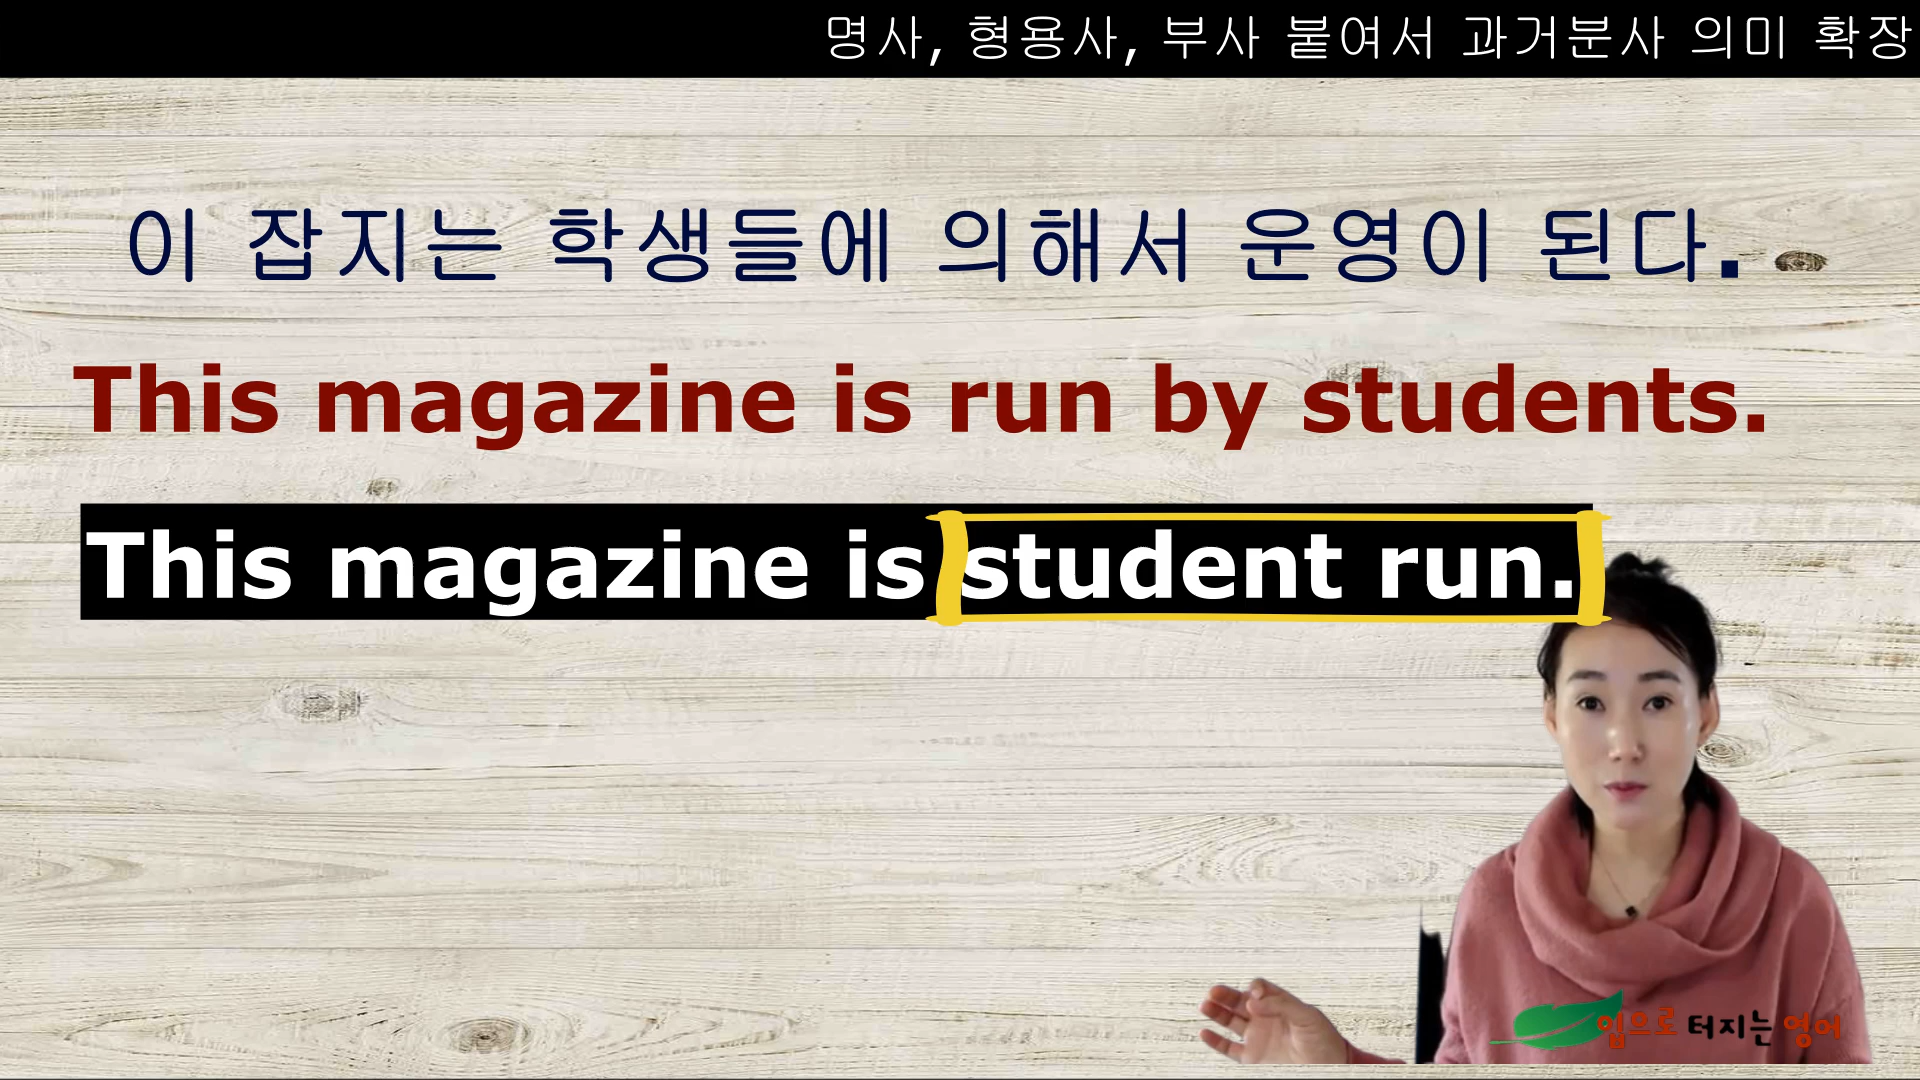 명사, 형용사, 부사 붙여서 과거분사 의미 확장
이 잡지는 학생들에 의해서 운영이 된다.
This magazine is run by students.
This magazine is student run.
입으로 터지는 영어